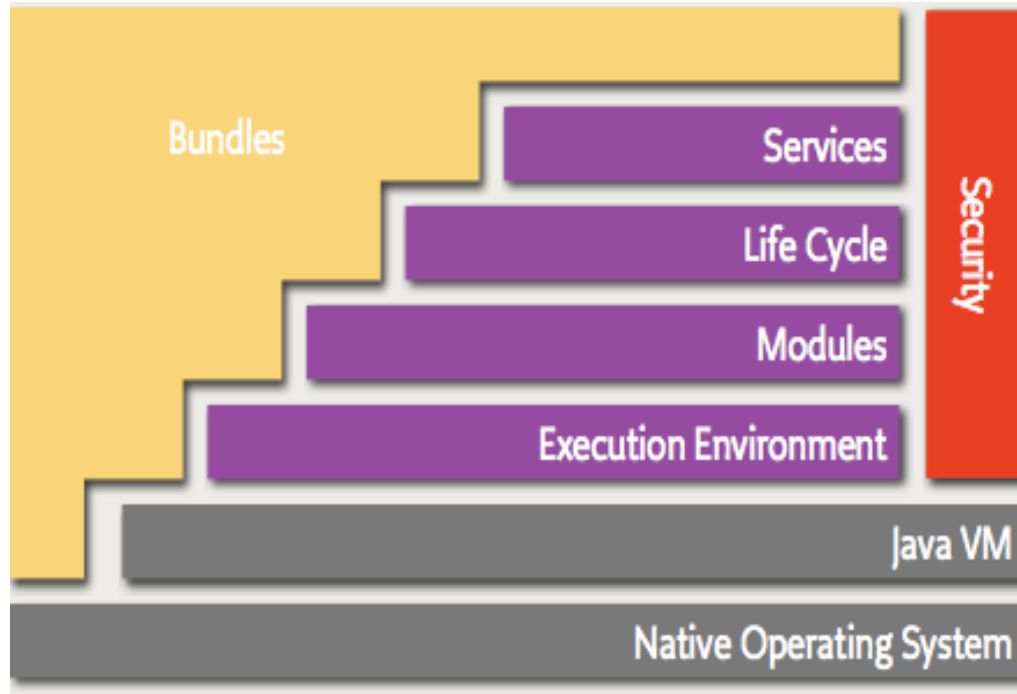 Bundles
Services
Life Cycle
Modules
Execution Environment
Security
Java VM
Native Operating System